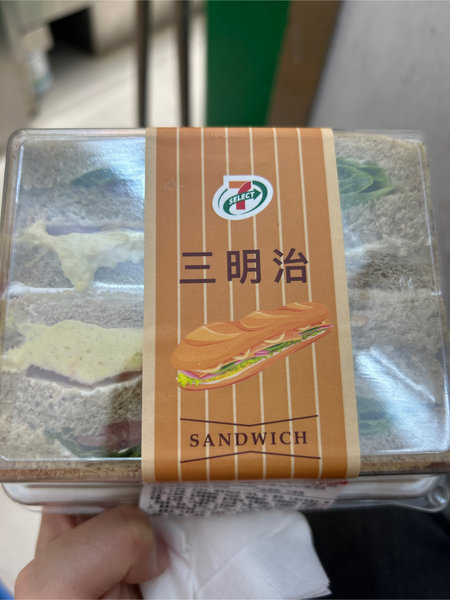 7
SELECT
三明治
SANDWICH